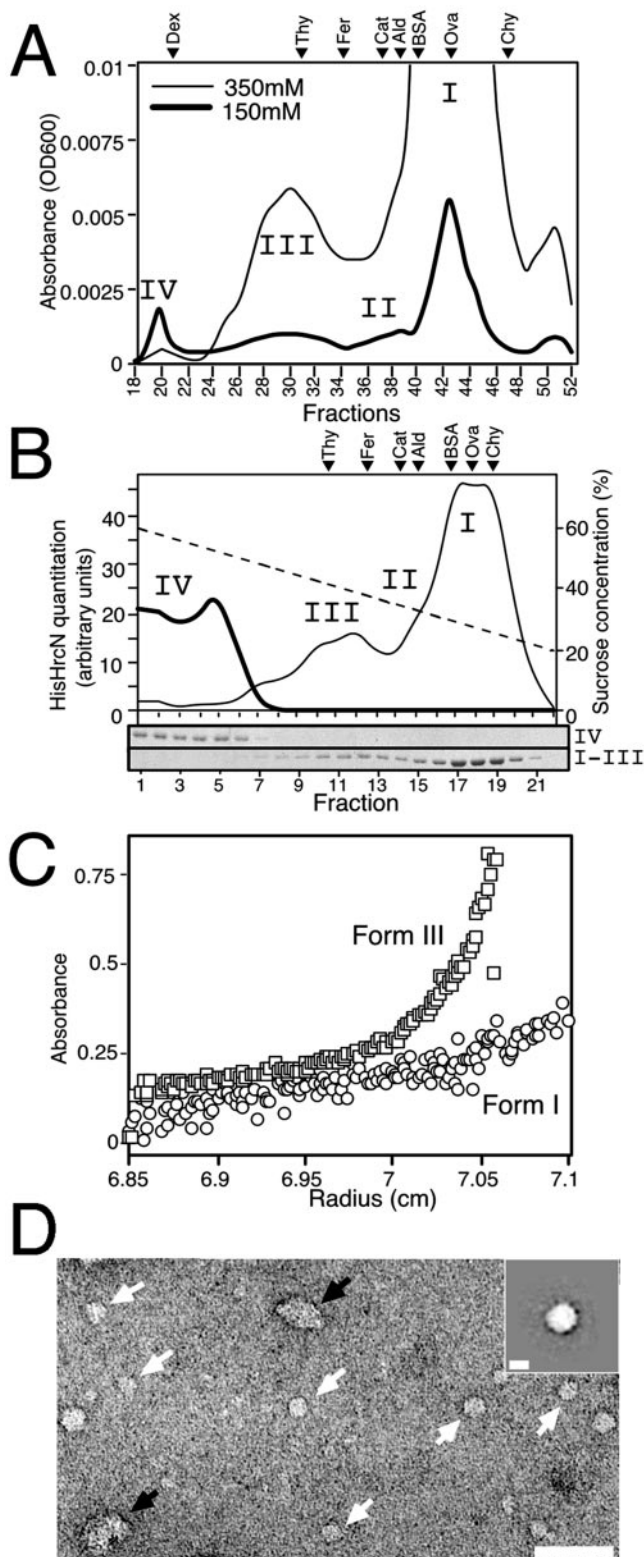 A
Dex Thy Fer Cat Ald BSA Ova Chy
0.01
0.0075
0.005
0.0025
0
Absorbance (OD600)
350mM
150mM
I
III
IV
II
18 20 22 24 26 28 30 32 34 36 38 40 42 44 46 48 50 52
Fractions
B
Thy Fer Cat Ald BSA Ova Chy
40
30
20
10
0
HisHrcN quantitation
(arbitrary units)
IV
III
II
I
60
40
20
0
Sucrose concentration (%)
IV
I-III
1 3 5 7 9 11 13 15 17 19 21
Fraction
C
0.75
0.5
0.25
0
Absorbance
Form III
Form I
6.85 6.9 6.95 7 7.05 7.1
Radius (cm)
D